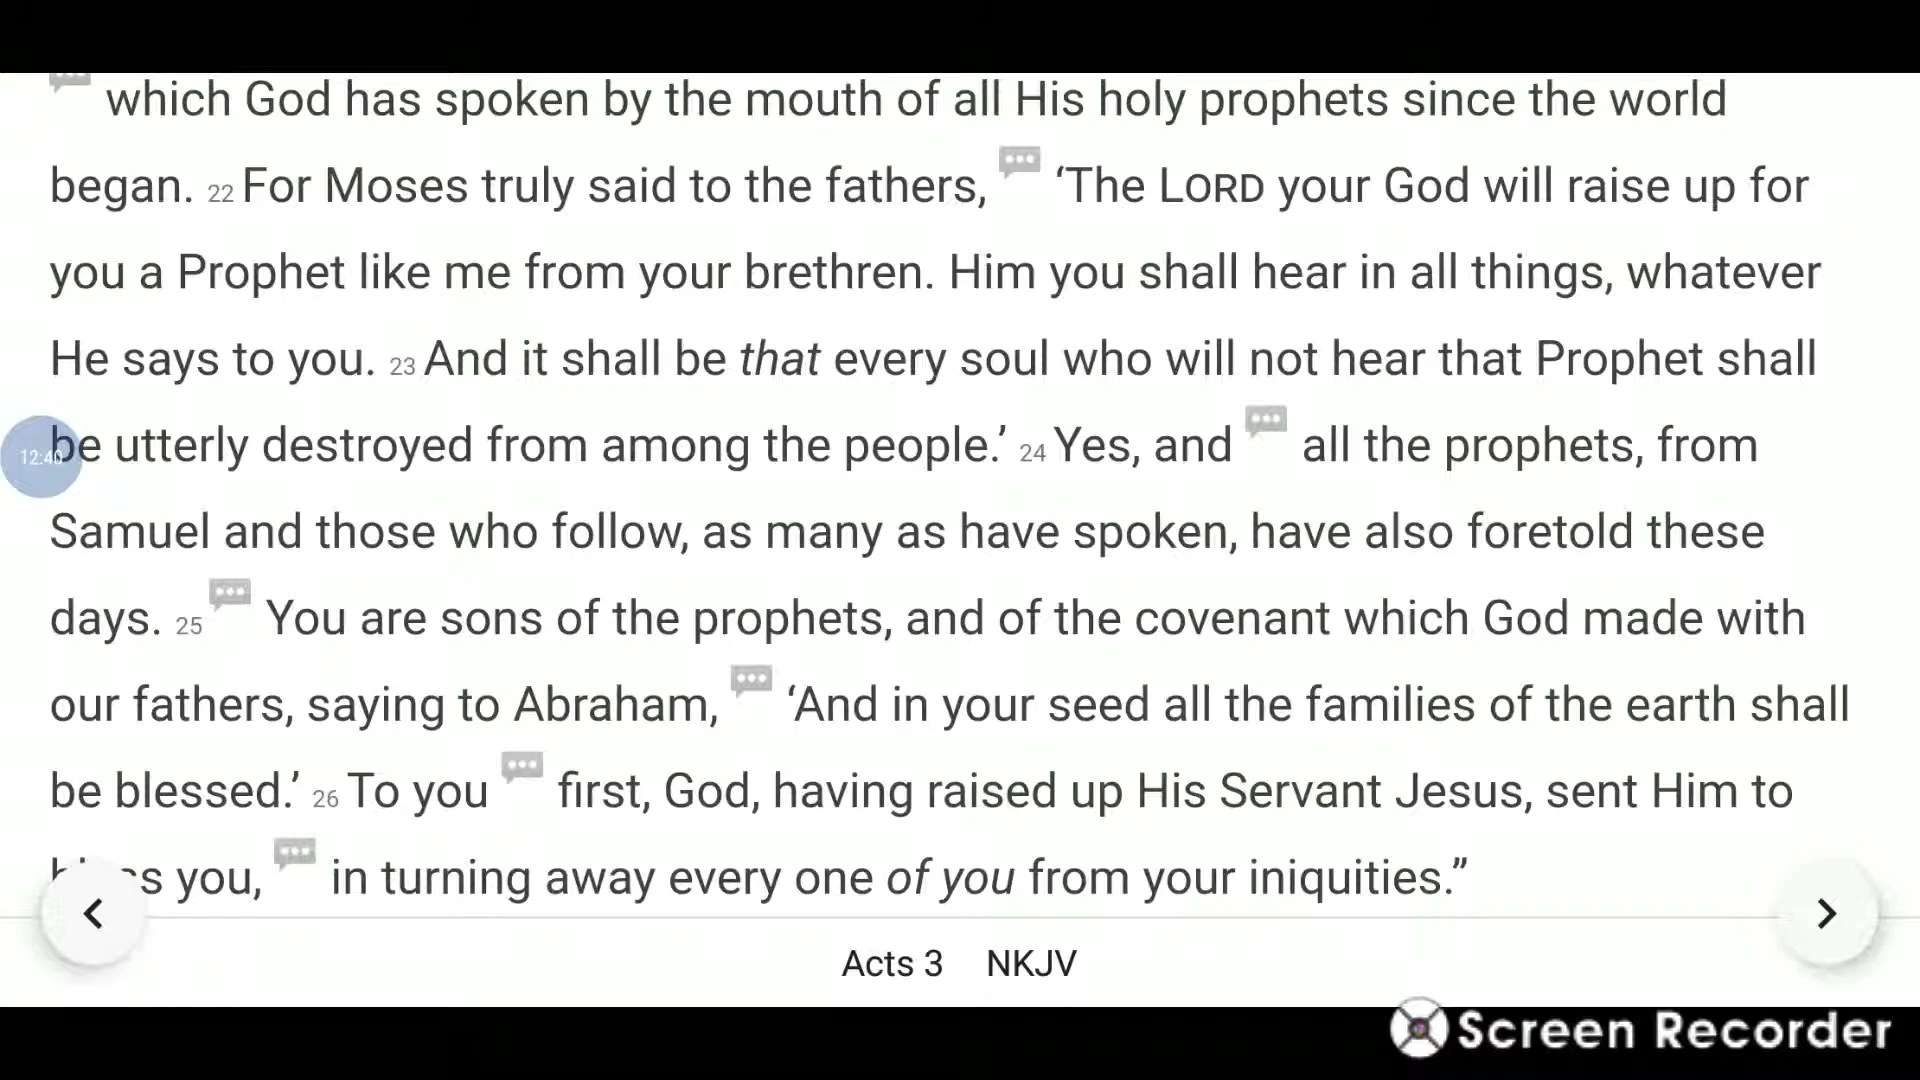 which God has spoken by the mouth of all His holy prophets since the world
began. 22 For Moses truly said to the fathers, ‘The LORD your God will raise up for
you a Prophet like me from your brethren. Him you shall hear in all things, whatever
He says to you. 23 And it shall be that every soul who will not hear that Prophet shall
be utterly destroyed from among the people.’ 24 Yes, and all the prophets, from
12:40
Samuel and those who follow, as many as have spoken, have also foretold these
days. 25 You are sons of the prophets, and of the covenant which God made with
our fathers, saying to Abraham, ‘And in your seed all the families of the earth shall
be blessed.’ 26 To you first, God, having raised up His Servant Jesus, sent Him to
you, in turning away every one of you from your iniquities.”
Acts 3 NKJV
Screen Recorder